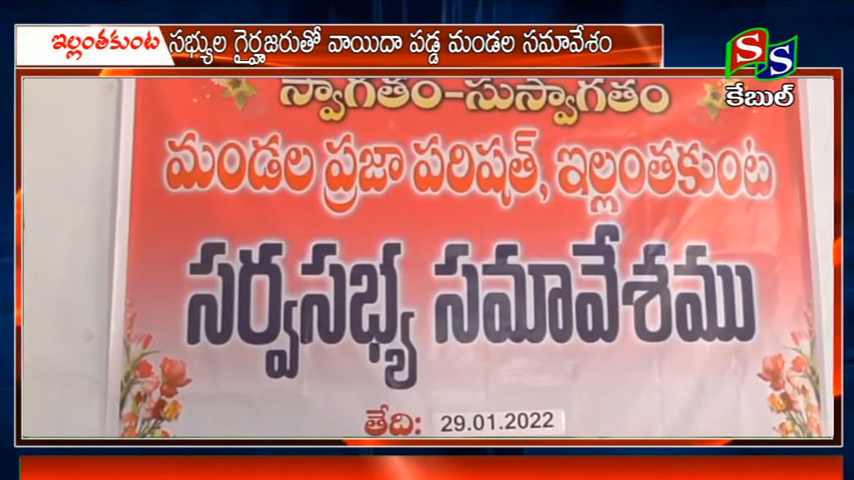 ఇల్లంతకుంట సభ్యుల గైర్హజరుతో వాయిదా పడ్డ మండల సమావేశం
SS
కేబుల్
స్వాగతం-సుస్వాగతం
మండల ప్రజా పరిషత్, ఇల్లంతకుంట
సర్వసభ్య సమావేశము
తేది: 29.01.2022